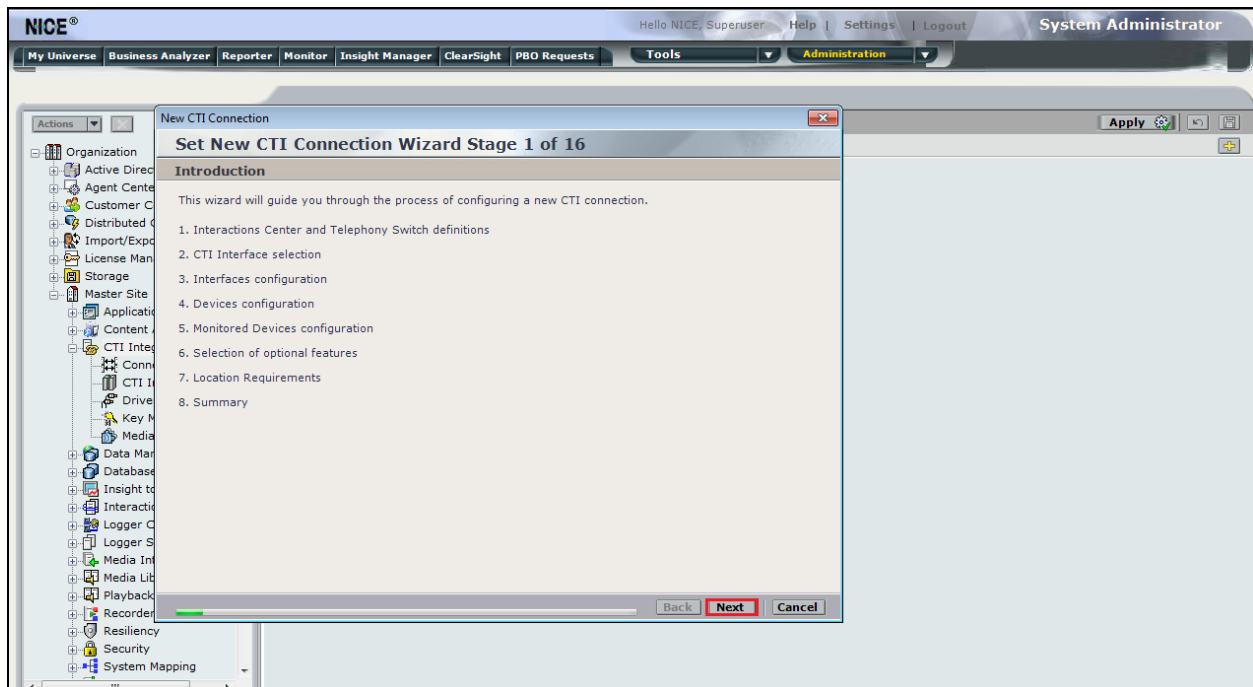 NICE®
Hello NICE, Superuser Help | Settings | Logout System Administrator
My Universe Business Analyzer Reporter Monitor Insight Manager ClearSight PBO Requests Tools Administration
Actions
Apply
Organization
Active Direc
Agent Cente
Customer C
Distributed
Import/Expo
License Man
Storage
Master Site
Applicatio
Content
CTI Integ
Conn
CTI I
Drive
Key M
Media
Data Mar
Database
Insight to
Interactio
Logger C
Logger S
Media Int
Media Lib
Playback
Recorder
Resiliency
Security
System Mapping
New CTI Connection
Set New CTI Connection Wizard Stage 1 of 16
Introduction
This wizard will guide you through the process of configuring a new CTI connection.
1. Interactions Center and Telephony Switch definitions
2. CTI Interface selection
3. Interfaces configuration
4. Devices configuration
5. Monitored Devices configuration
6. Selection of optional features
7. Location Requirements
8. Summary
Back Next Cancel